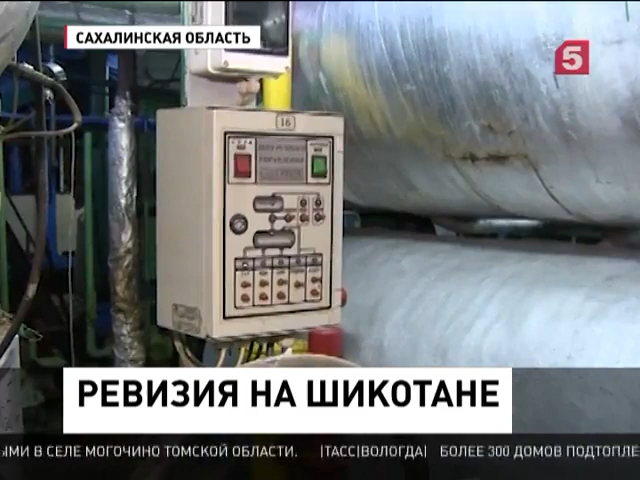 САХАЛИНСКАЯ ОБЛАСТЬ
5
16
РЕВИЗИЯ НА ШИКОТАНЕ
ЫМИ В СЕЛЕ МОГОЧИНО ТОМСКОЙ ОБЛАСТИ. |ТАСС|ВОЛОГДА| БОЛЕЕ 300 ДОМОВ ПОДТОПЛЕ